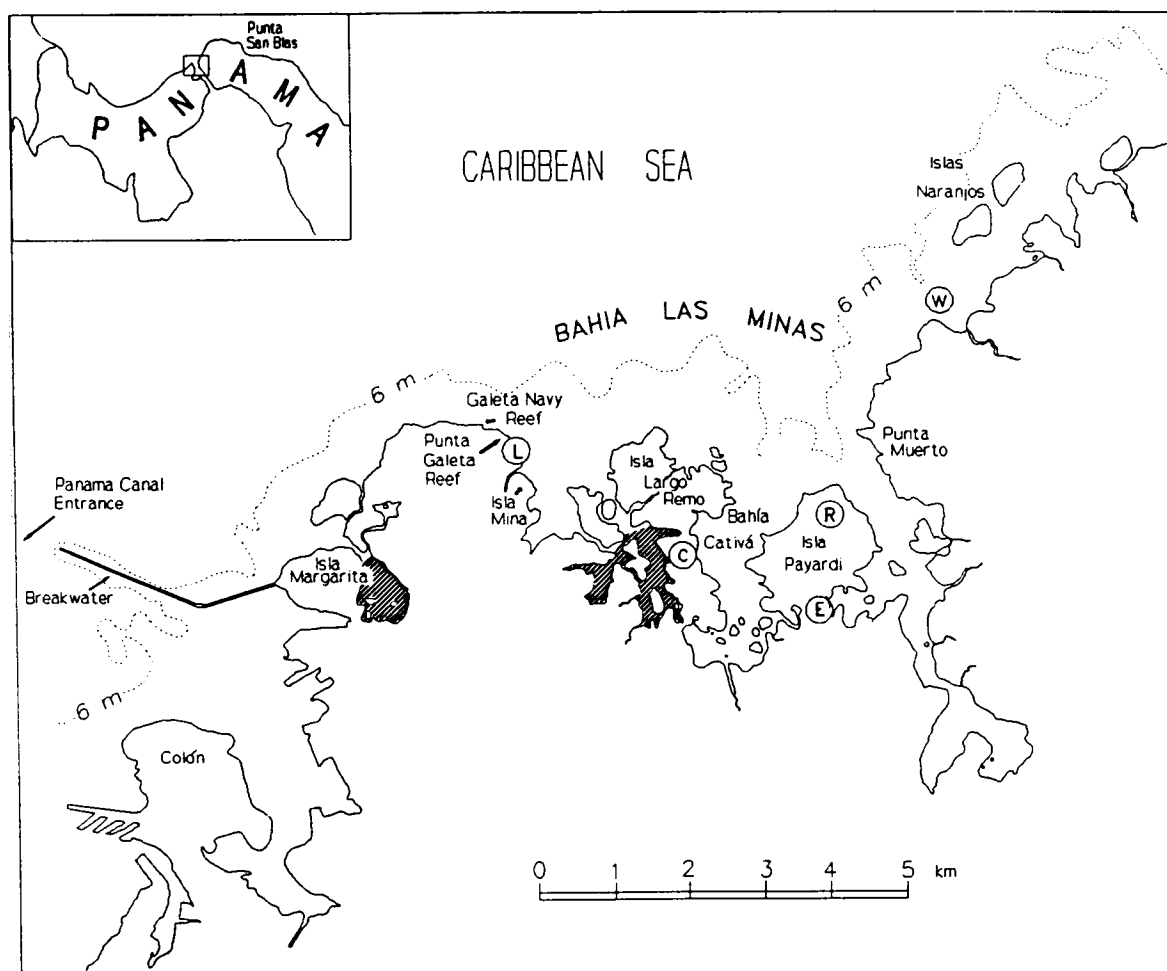 Punta
San Blas
PANAMA
CARIBBEAN SEA
Islas
Naranjos
6 m
W
BAHIA LAS MINAS
6 m
Galeta Navy
Reef
Punta
Galeta
Reef
L
Punta
Muerto
Isla
Largo
Remo
Panama Canal
Entrance
Isla
Mina
Bahía
Cativá
R
Isla
Payardi
C
Isla
Margarita
Breakwater
E
6 m
Colón
0 1 2 3 4 5 km